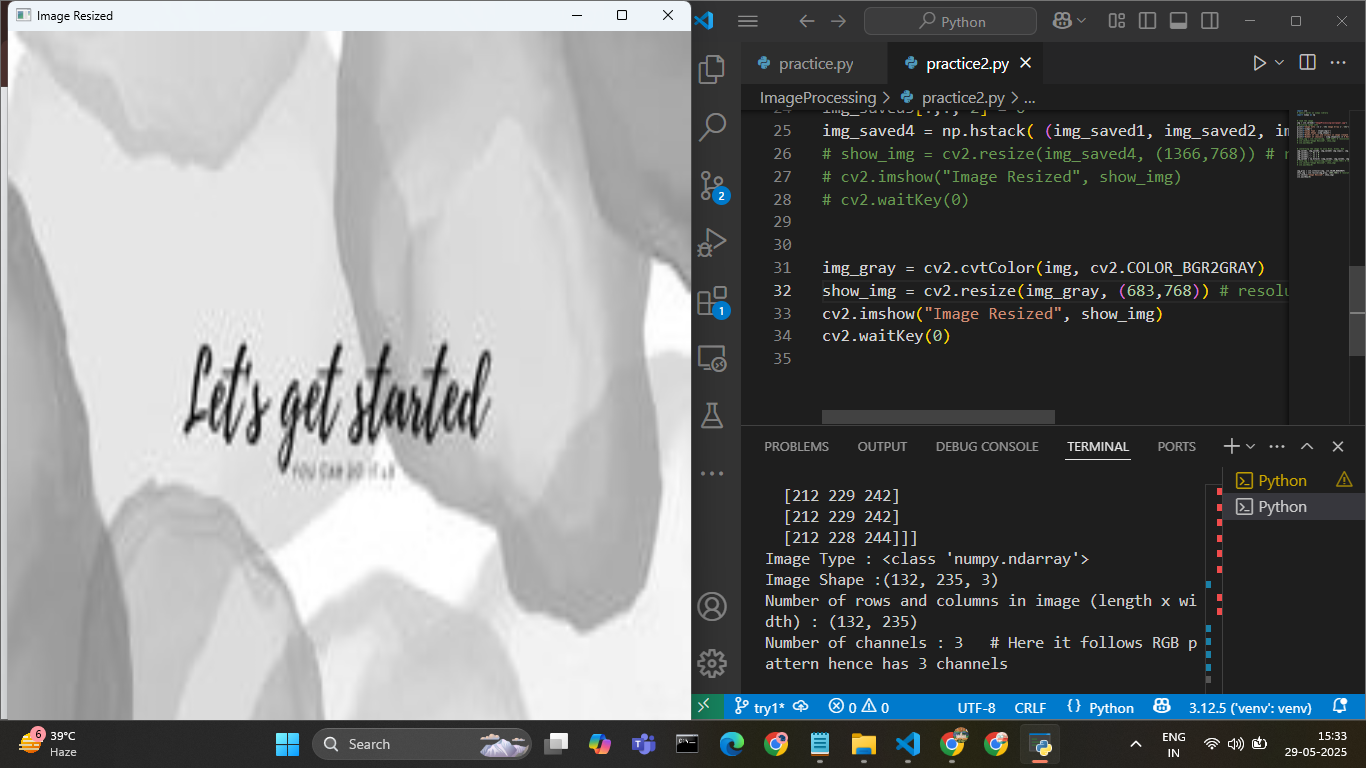 Image Resized
Let's get started
YOU CAN DO IT
Python
practice.py
practice2.py
ImageProcessing > practice2.py > ...
25 img_saved4 = np.hstack( (img_saved1, img_saved2,
26 # show_img = cv2.resize(img_saved4, (1366,768)) #
27 # cv2.imshow("Image Resized", show_img)
28 # cv2.waitKey(0)
29
30
31 img_gray = cv2.cvtColor(img, cv2.COLOR_BGR2GRAY)
32 show_img = cv2.resize(img_gray, (683,768)) #
33 cv2.imshow("Image Resized", show_img)
34 cv2.waitKey(0)
35
2
1
PROBLEMS OUTPUT DEBUG CONSOLE TERMINAL PORTS
[212 229 242]
[212 229 242]
[212 228 244]]]
Image Type : <class 'numpy.ndarray'>
Image Shape :(132, 235, 3)
Number of rows and columns in image (length x wi
dth) : (132, 235)
Number of channels : 3 # Here it follows RGB p
attern hence has 3 channels
Python
Python
try1* 0 0 UTF-8 CRLF {} Python 3.12.5 ('venv': venv)
6
39°C
Haze
Search
ENG
IN
15:33
29-05-2025